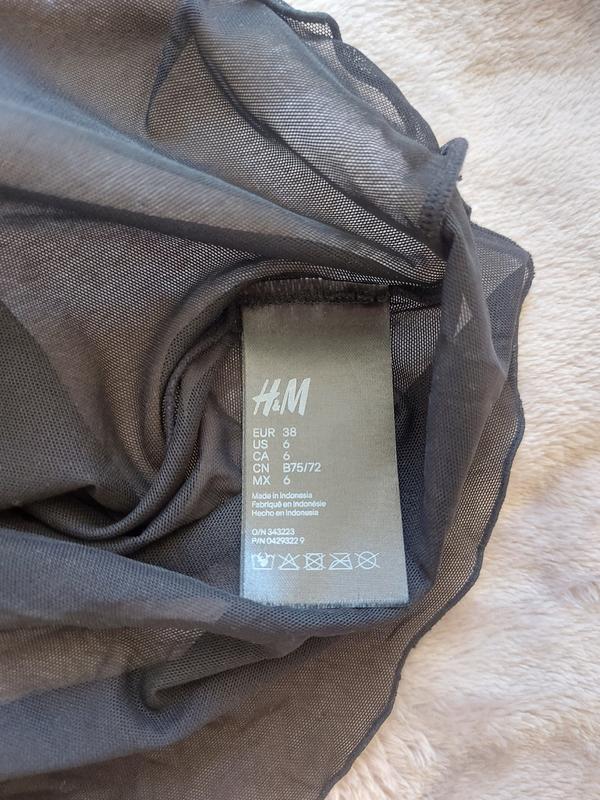 H&M
EUR 38
US 6
CA 6
CN B75/72
MX 6
Made in Indonesia
Fabriqué en Indonésie
Hecho en Indonesia
O/N 343223
P/N 0429322 9